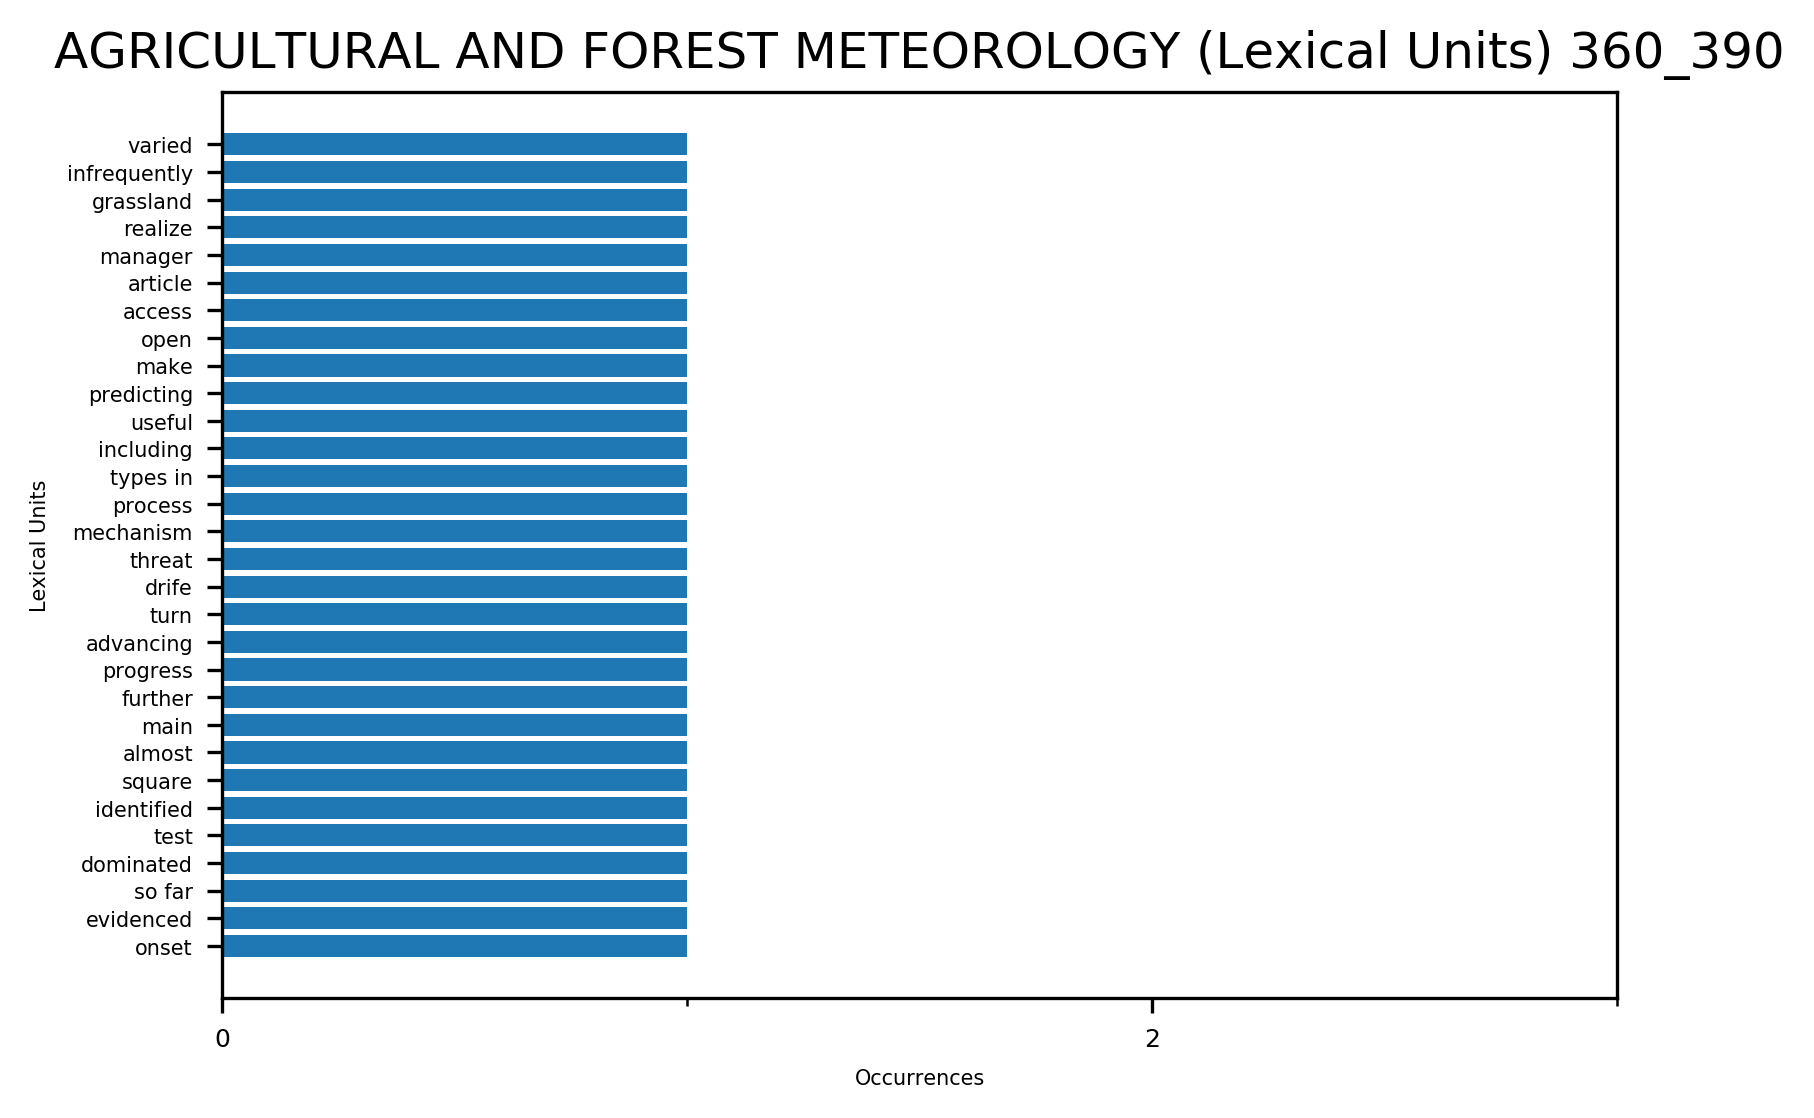 AGRICULTURAL AND FOREST METEOROLOGY (Lexical Units) 360_390
varied
infrequently
grassland
realize
manager
article
access
open
make
predicting
useful
including
types in
process
mechanism
threat
drife
turn
advancing
progress
further
main
almost
square
identified
test
dominated
so far
evidenced
onset
Lexical Units
0
2
Occurrences